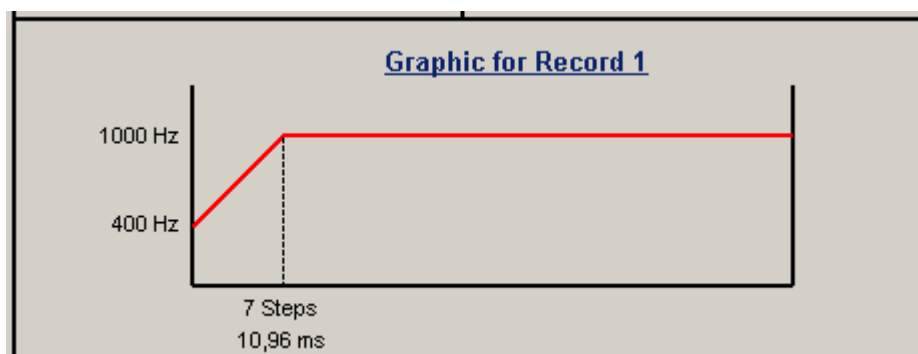 Graphic for Record 1
1000 Hz
400 Hz
7 Steps
10,96 ms